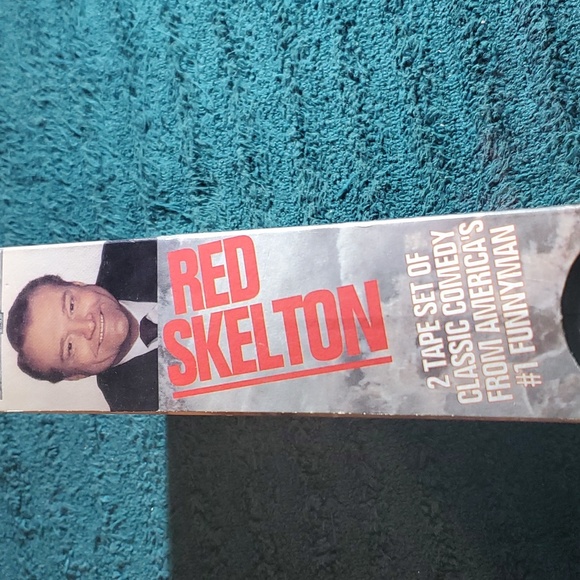 RED
SKELTON
2 TAPE SET OF
CLASSIC COMEDY
FROM AMERICA'S
#1 FUNNYMAN